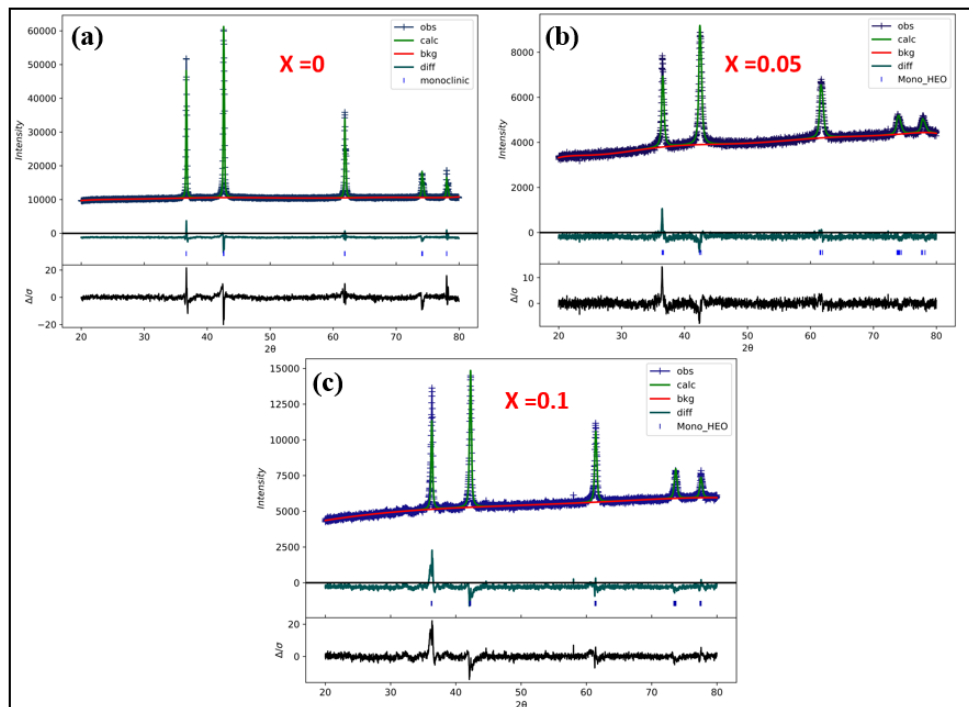 (a)
X =0
obs
calc
bkg
diff
monoclinic
Intensity
60000
50000
40000
30000
20000
10000
0
Δ/σ
20
0
−20
20 30 40 50 60 70 80
2θ
(b)
X =0.05
obs
calc
bkg
diff
Mono_HEO
Intensity
8000
6000
4000
2000
0
Δ/σ
10
0
20 30 40 50 60 70 80
2θ
(c)
X =0.1
obs
calc
bkg
diff
Mono_HEO
Intensity
15000
12500
10000
7500
5000
2500
0
Δ/σ
20
0
20 30 40 50 60 70 80
2θ